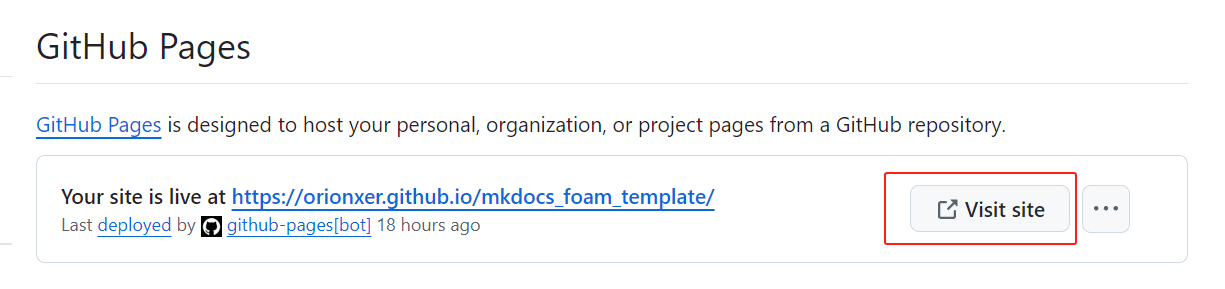 GitHub Pages
GitHub Pages is designed to host your personal, organization, or project pages from a GitHub repository.
Your site is live at https://orionxer.github.io/mkdocs_foam_template/
Last deployed by github-pages[bot] 18 hours ago
Visit site